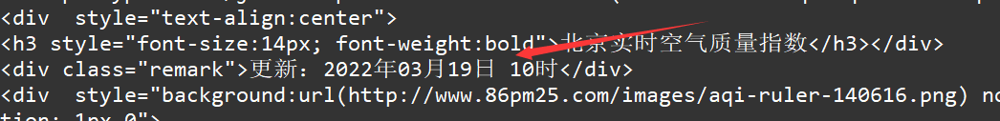 <div  style="text-align:center">
<h3 style="font-size:14px; font-weight:bold">北京实时空气质量指数</h3></div>
<div class="remark">更新：2022年03月19日 10时</div>
<div  style="background:url(http://www.86pm25.com/images/aqi-ruler-140616.png) no
tion: 1px 0">